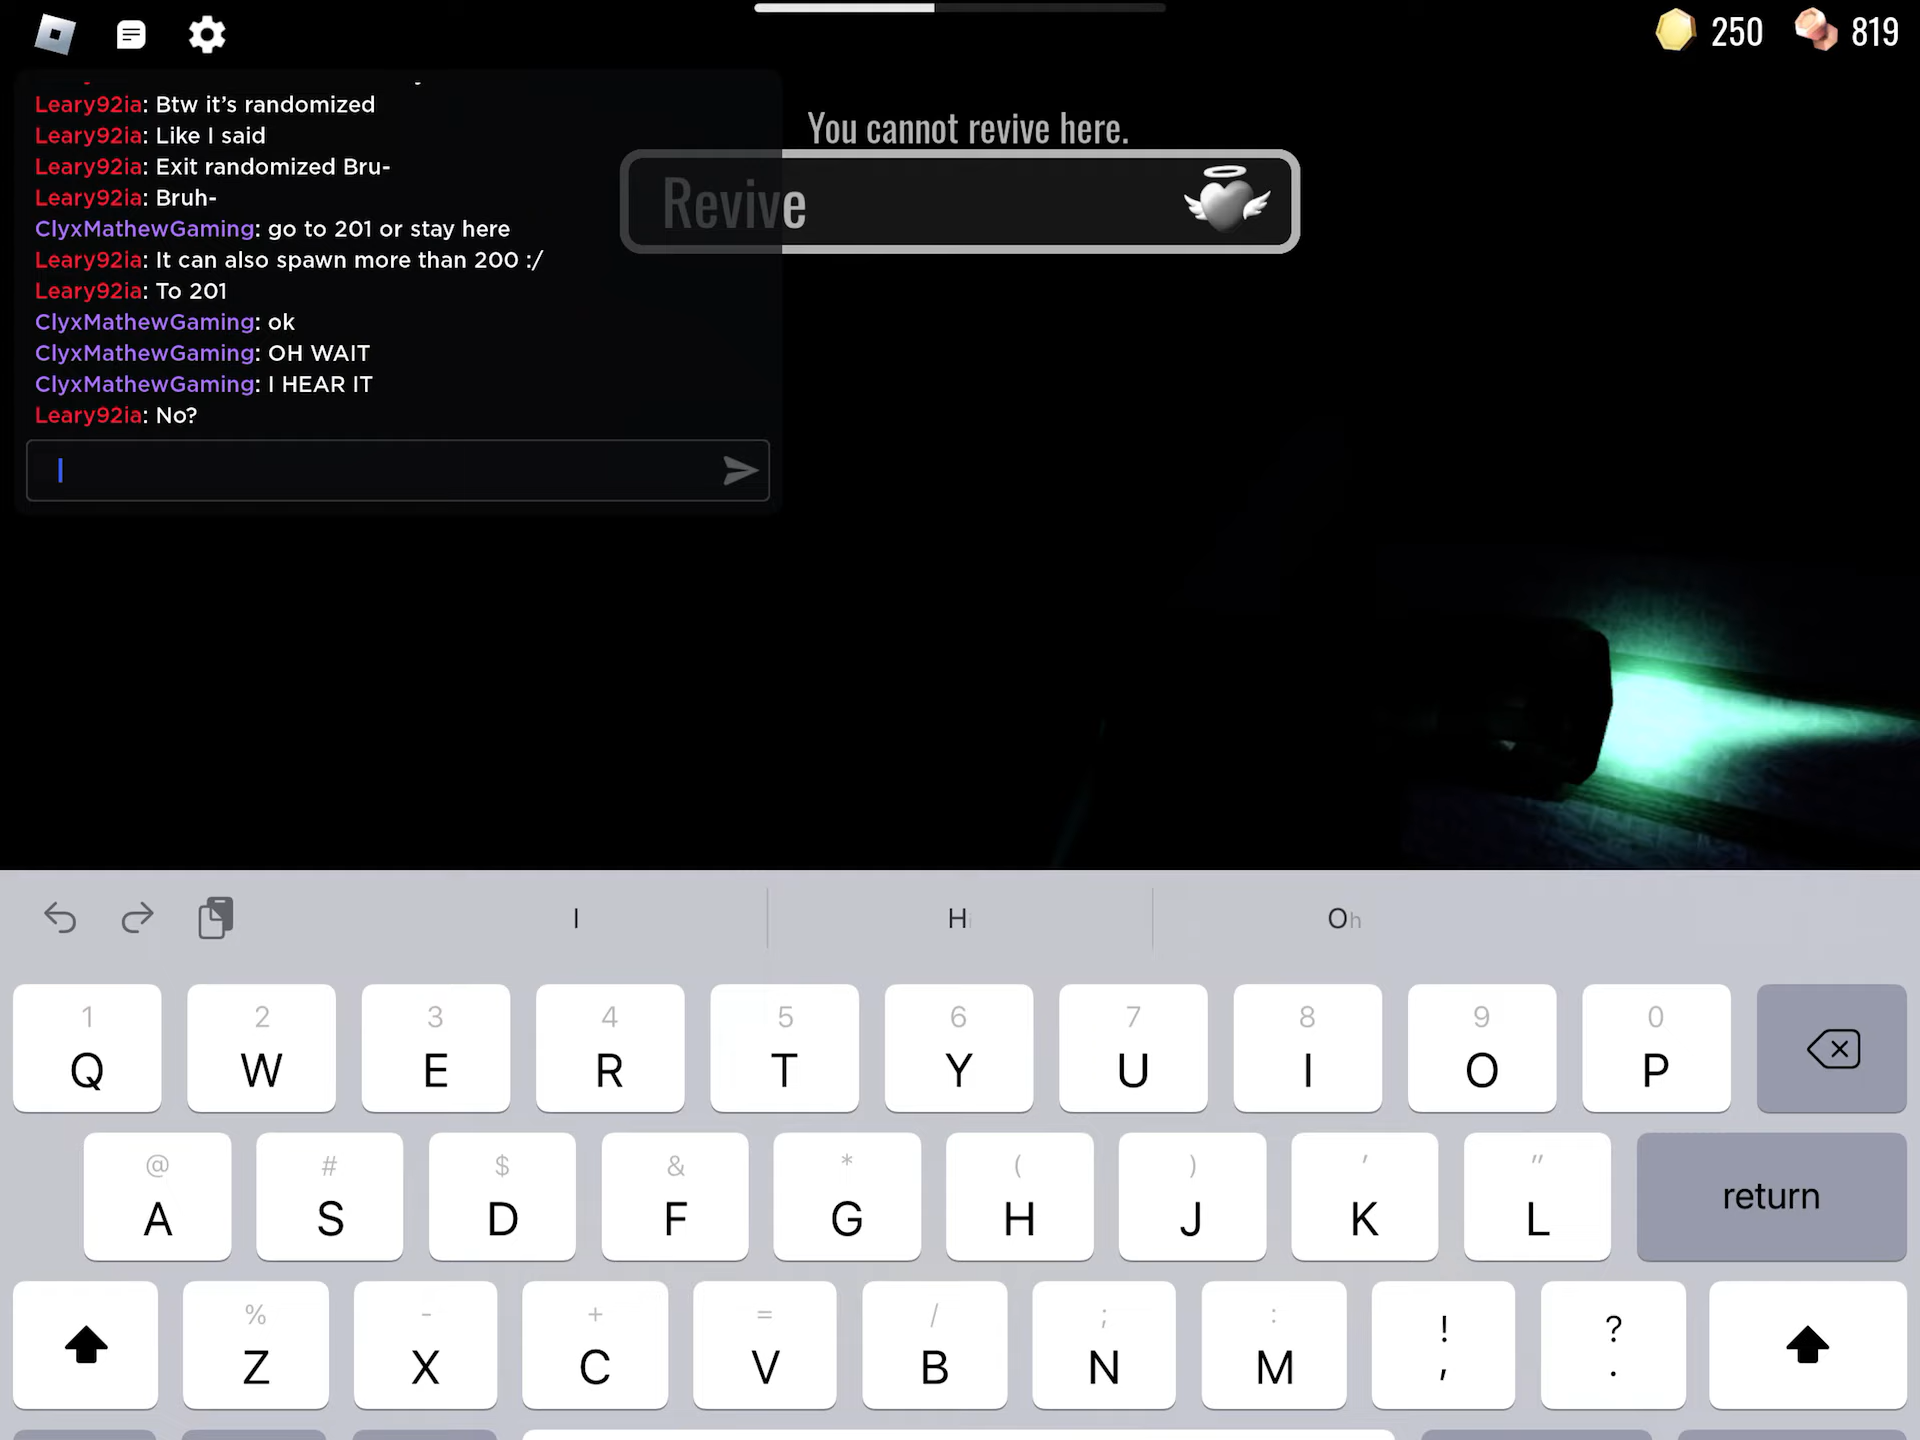 250 819
Leary92ia: Btw it’s randomized
Leary92ia: Like I said
Leary92ia: Exit randomized Bru-
Leary92ia: Bruh-
ClyxMathewGaming: go to 201 or stay here
Leary92ia: It can also spawn more than 200 :/
Leary92ia: To 201
ClyxMathewGaming: ok
ClyxMathewGaming: OH WAIT
ClyxMathewGaming: I HEAR IT
Leary92ia: No?
You cannot revive here.
Revive
I Hi Oh
1 2 3 4 5 6 7 8 9 0
Q W E R T Y U I O P
@ # $ & * ( ) ' "
A S D F G H J K L return
% - + = / ; : ! ?
Z X C V B N M , .